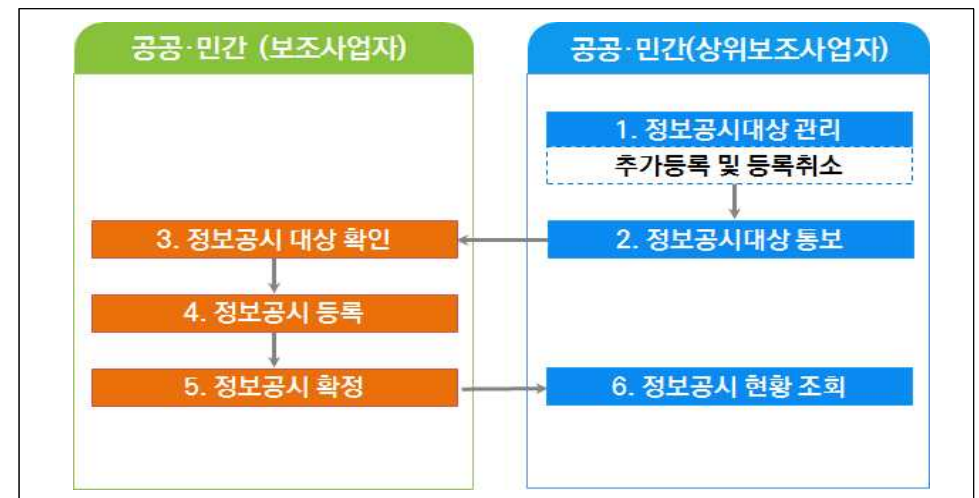 공공·민간 (보조사업자)
공공·민간(상위보조사업자)
1. 정보공시대상 관리
추가등록 및 등록취소
2. 정보공시대상 통보
3. 정보공시 대상 확인
4. 정보공시 등록
5. 정보공시 확정
6. 정보공시 현황 조회